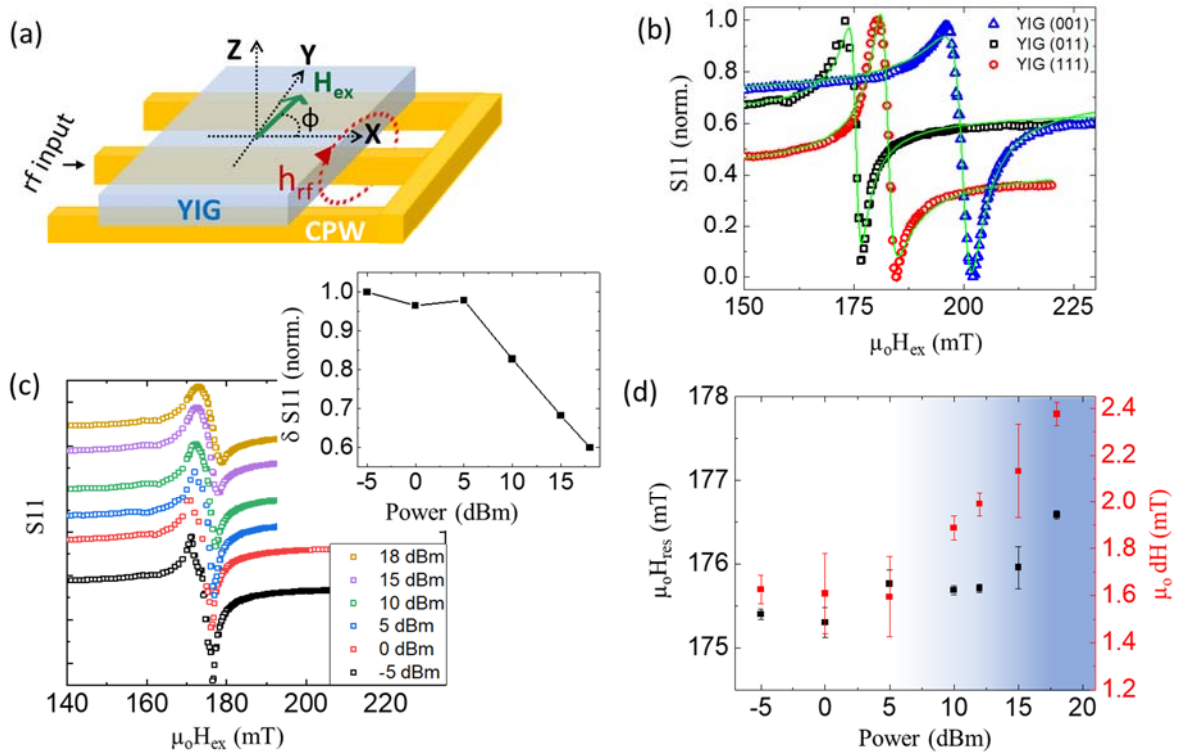 (a)
Z
Y
H_ex
ϕ
X
rf input
h_rf
YIG
CPW
(b)
S11 (norm.)
1.0
0.8
0.6
0.4
0.2
0.0
YIG (001)
YIG (011)
YIG (111)
150 175 200 225
µ_oH_ex (mT)
(c)
S11
18 dBm
15 dBm
10 dBm
5 dBm
0 dBm
-5 dBm
140 160 180 200 220
µ_oH_ex (mT)
δ S11 (norm.)
1.0
0.9
0.8
0.7
0.6
-5 0 5 10 15
Power (dBm)
(d)
µ_oH_res (mT)
178
177
176
175
2.4
2.2
2.0
1.8
1.6
1.4
1.2
µ_o dH (mT)
-5 0 5 10 15 20
Power (dBm)